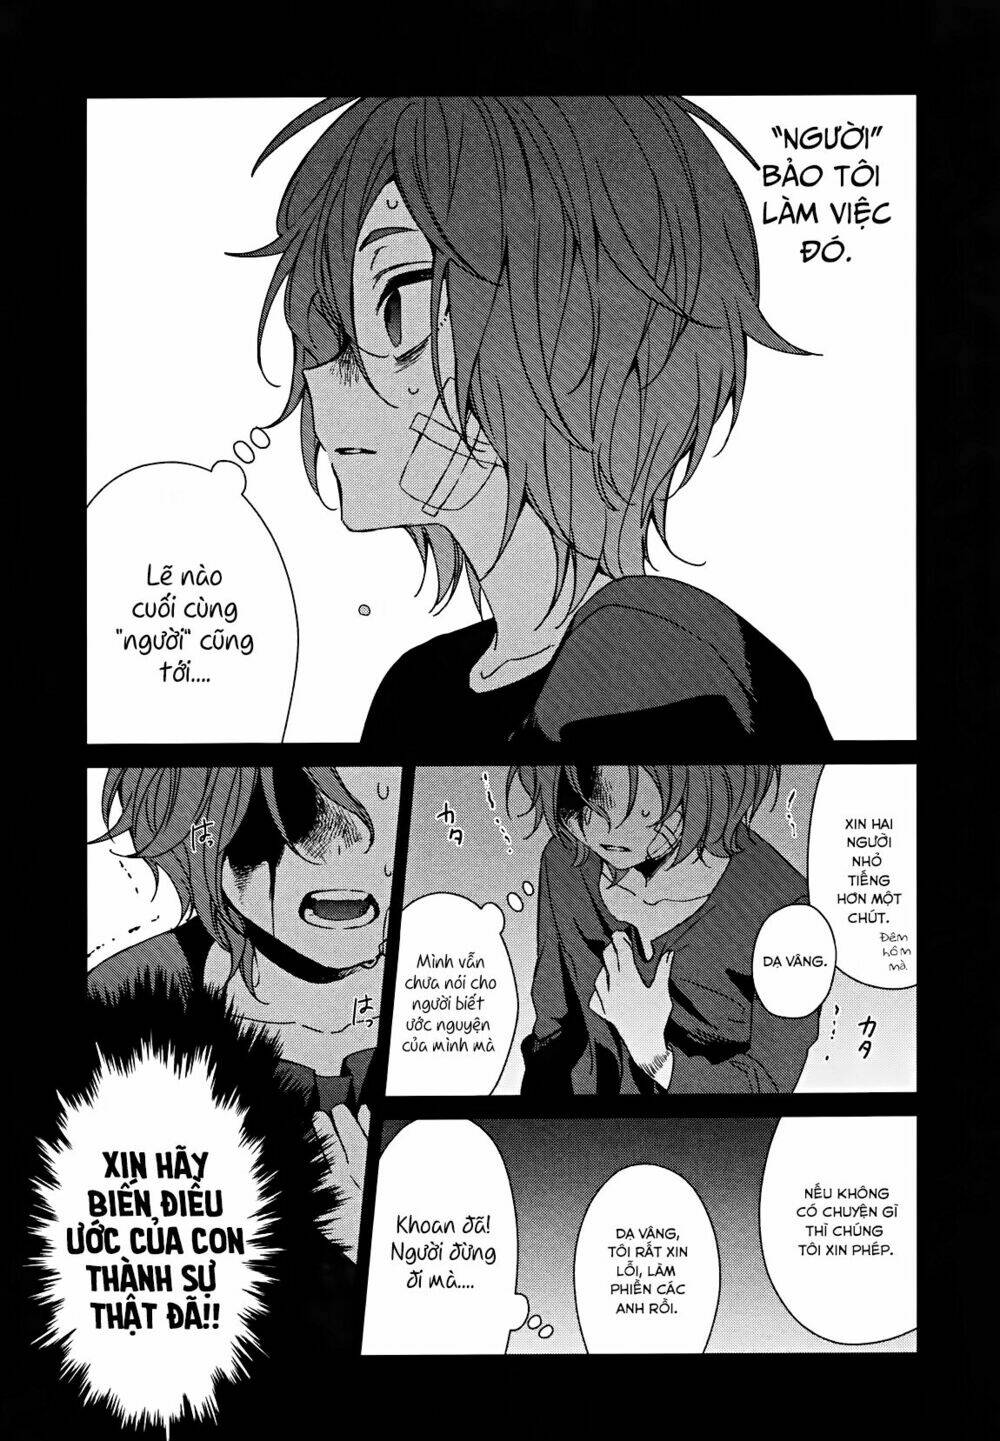 "NGƯỜI"
BẢO TÔI
LÀM VIỆC
ĐÓ.
Lẽ nào
cuối cùng
"người" cũng
tới....
XIN HAI
NGƯỜI
NHỎ
TIẾNG
HƠN MỘT
CHÚT.
Đêm
hôm
mà
DẠ VÂNG.
カタ
カタ
Mình vẫn
chưa nói cho
người biết
ước nguyện
của mình mà
はっ
はっ
NẾU KHÔNG
CÓ CHUYỆN GÌ
THÌ CHÚNG
TÔI XIN PHÉP.
DẠ VÂNG,
TÔI RẤT XIN
LỖI, LÀM
PHIỀN CÁC
ANH RỒI.
Khoan đã!
Người đừng
đi mà....
XIN HÃY
BIẾN ĐIỀU
ƯỚC CỦA CON
THÀNH SỰ
THẬT ĐÃ!!